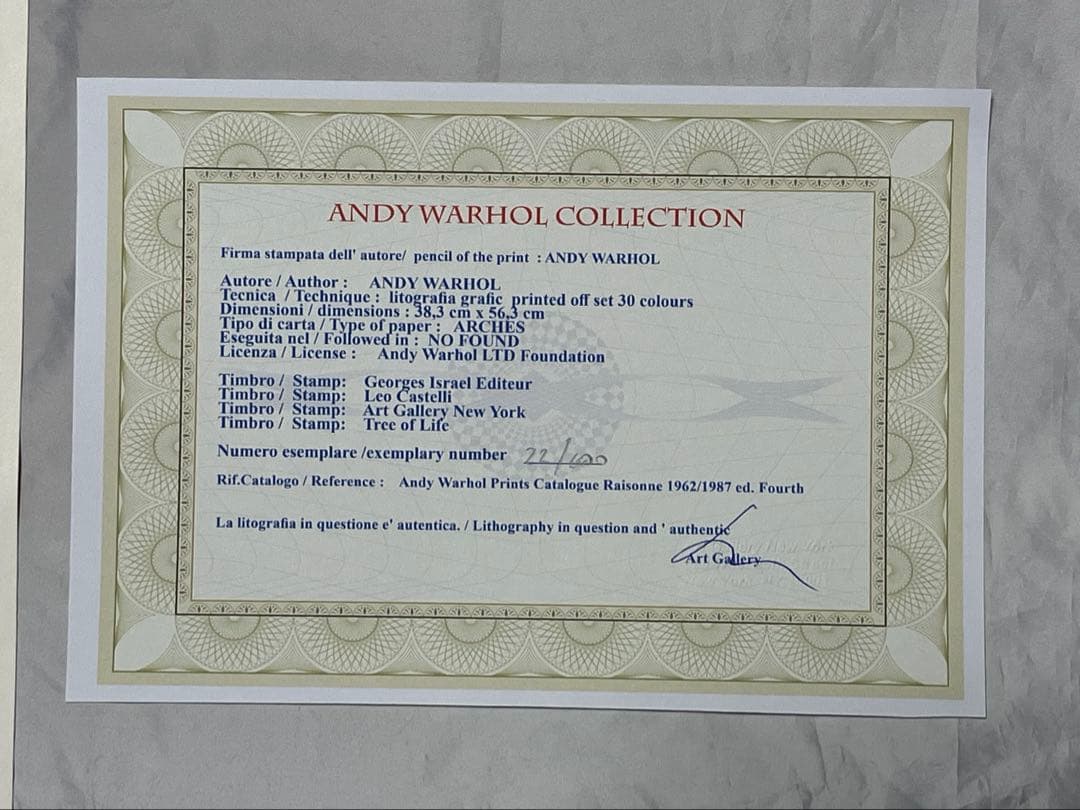 ANDY WARHOL COLLECTION
Firma stampata dell' autore/ pencil of the print : ANDY WARHOL
Autore / Author : ANDY WARHOL
Tecnica / Technique : litografia grafic printed off set 30 colours
Dimensioni / dimensions : 38,3 cm x 56,3 cm
Tipo di carta / Type of paper : ARCHES
Eseguita nel / Followed in : NO FOUND
Licenza / License : Andy Warhol LTD Foundation
Timbro / Stamp: Georges Israel Editeur
Timbro / Stamp: Leo Castelli
Timbro / Stamp: Art Gallery New York
Timbro / Stamp: Tree of Life
Numero esemplare /exemplary number 22/100
Rif.Catalogo / Reference : Andy Warhol Prints Catalogue Raisonne 1962/1987 ed. Fourth
La litografia in questione e' autentica. / Lithography in question and ' authentic
Art Gallery